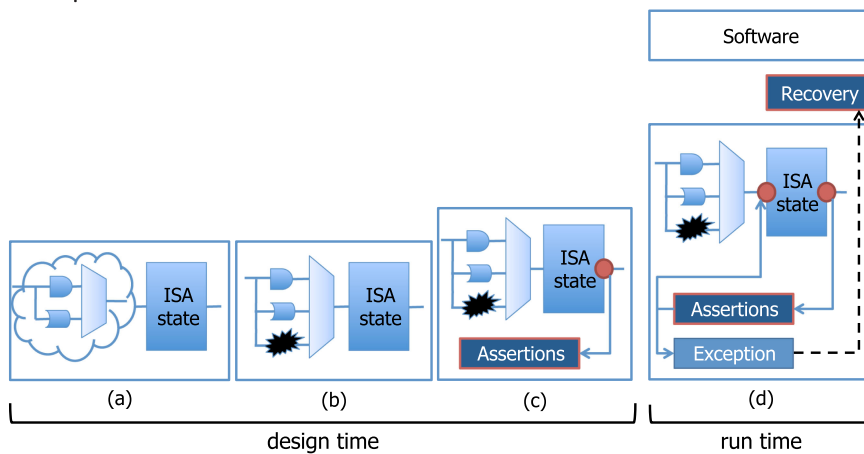 Software
Recovery
ISA
state
ISA
state
ISA
state
ISA
state
Assertions
Assertions
Exception
(a)
(b)
(c)
(d)
design time
run time